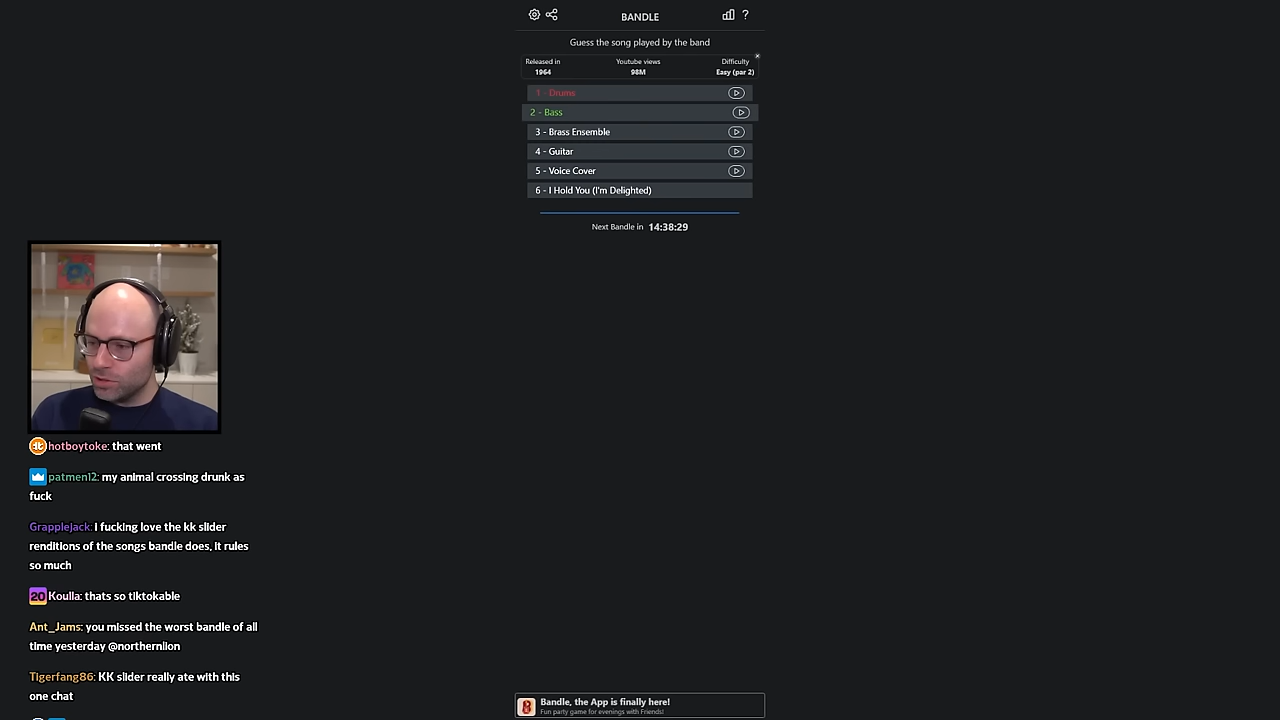 BANDLE
?
Guess the song played by the band
Released in
1964
Youtube views
98M
Difficulty
Easy (par 2)
1 - Drums
2 - Bass
3 - Brass Ensemble
4 - Guitar
5 - Voice Cover
6 - I Hold You (I'm Delighted)
Next Bandle in 14:38:29
hotboytoke: that went
patmen12: my animal crossing drunk as
fuck
GrappleJack: I fucking love the kk slider
renditions of the songs bandle does, it rules
so much
20 Koulla: thats so tiktokable
Ant_Jams: you missed the worst bandle of all
time yesterday @northernlion
Tigerfang86: KK slider really ate with this
one chat
Bandle, the App is finally here!
Fun party game for evenings with Friends!